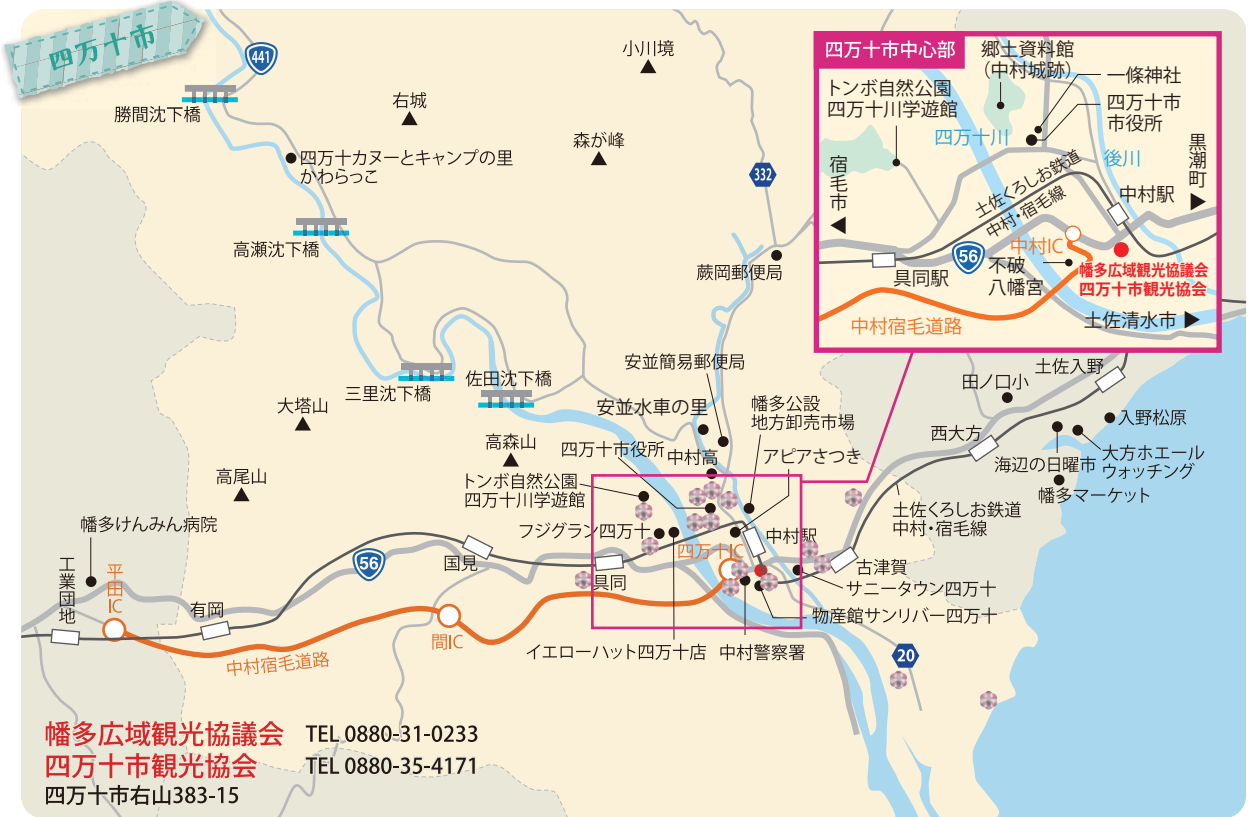 四万十市
441
勝間沈下橋
小川境
右城
森が峰
四万十カヌーとキャンプの里
かわらっこ
332
高瀬沈下橋
蕨岡郵便局
三里沈下橋
佐田沈下橋
安並簡易郵便局
大塔山
安並水車の里
幡多公設
地方卸売市場
高森山
四万十市役所
中村高
アピアさつき
高尾山
トンボ自然公園
四万十川学遊館
幡多けんみん病院
フジグラン四万十
中村駅
四万十IC
56
国見
工業団地
平田IC
具同
古津賀
サニータウン四万十
有岡
物産館サンリバー四万十
間IC
イエローハット四万十店
中村警察署
20
中村宿毛道路
土佐入野
田ノ口小
入野松原
西大方
海辺の日曜市
大方ホエール
ウォッチング
幡多マーケット
土佐くろしお鉄道
中村・宿毛線
四万十市中心部
郷土資料館
(中村城跡)
一條神社
トンボ自然公園
四万十川学遊館
四万十市
市役所
四万十川
後川
宿毛市
黒潮町
土佐くろしお鉄道
中村・宿毛線
中村駅
中村IC
56
具同駅
不破
八幡宮
幡多広域観光協議会
四万十市観光協会
中村宿毛道路
土佐清水市
幡多広域観光協議会 TEL 0880-31-0233
四万十市観光協会 TEL 0880-35-4171
四万十市右山383-15